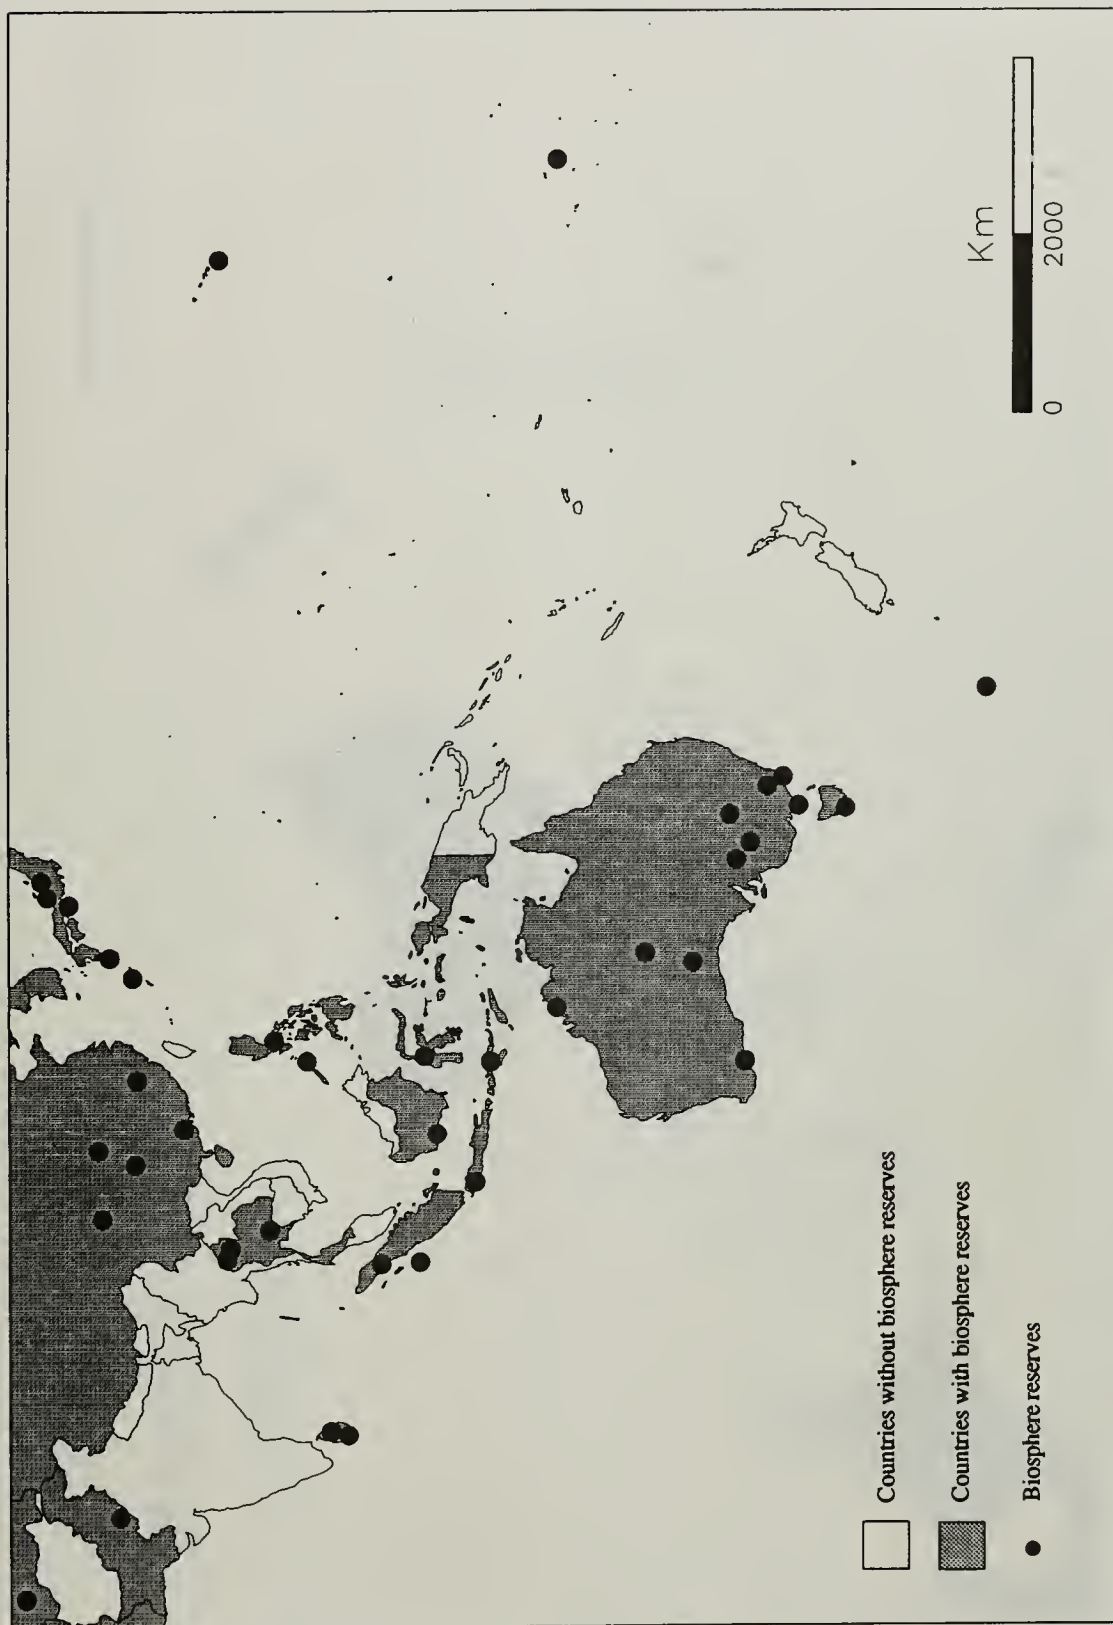 Countries without biosphere reserves
Countries with biosphere reserves
Biosphere reserves
Km
0 2000